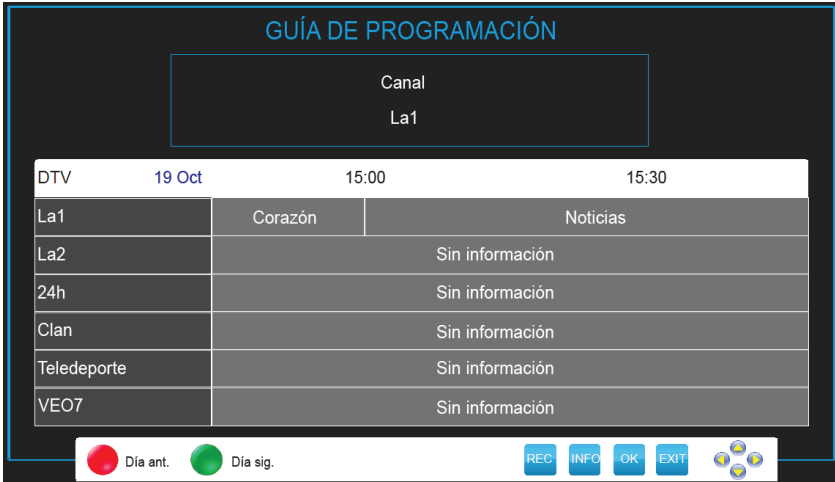 GUÍA DE PROGRAMACIÓN
Canal
La1
DTV 19 Oct 15:00 15:30
La1 Corazón Noticias
La2 Sin información
24h Sin información
Clan Sin información
Teledeporte Sin información
VEO7 Sin información
Día ant. Día sig. REC INFO OK EXIT